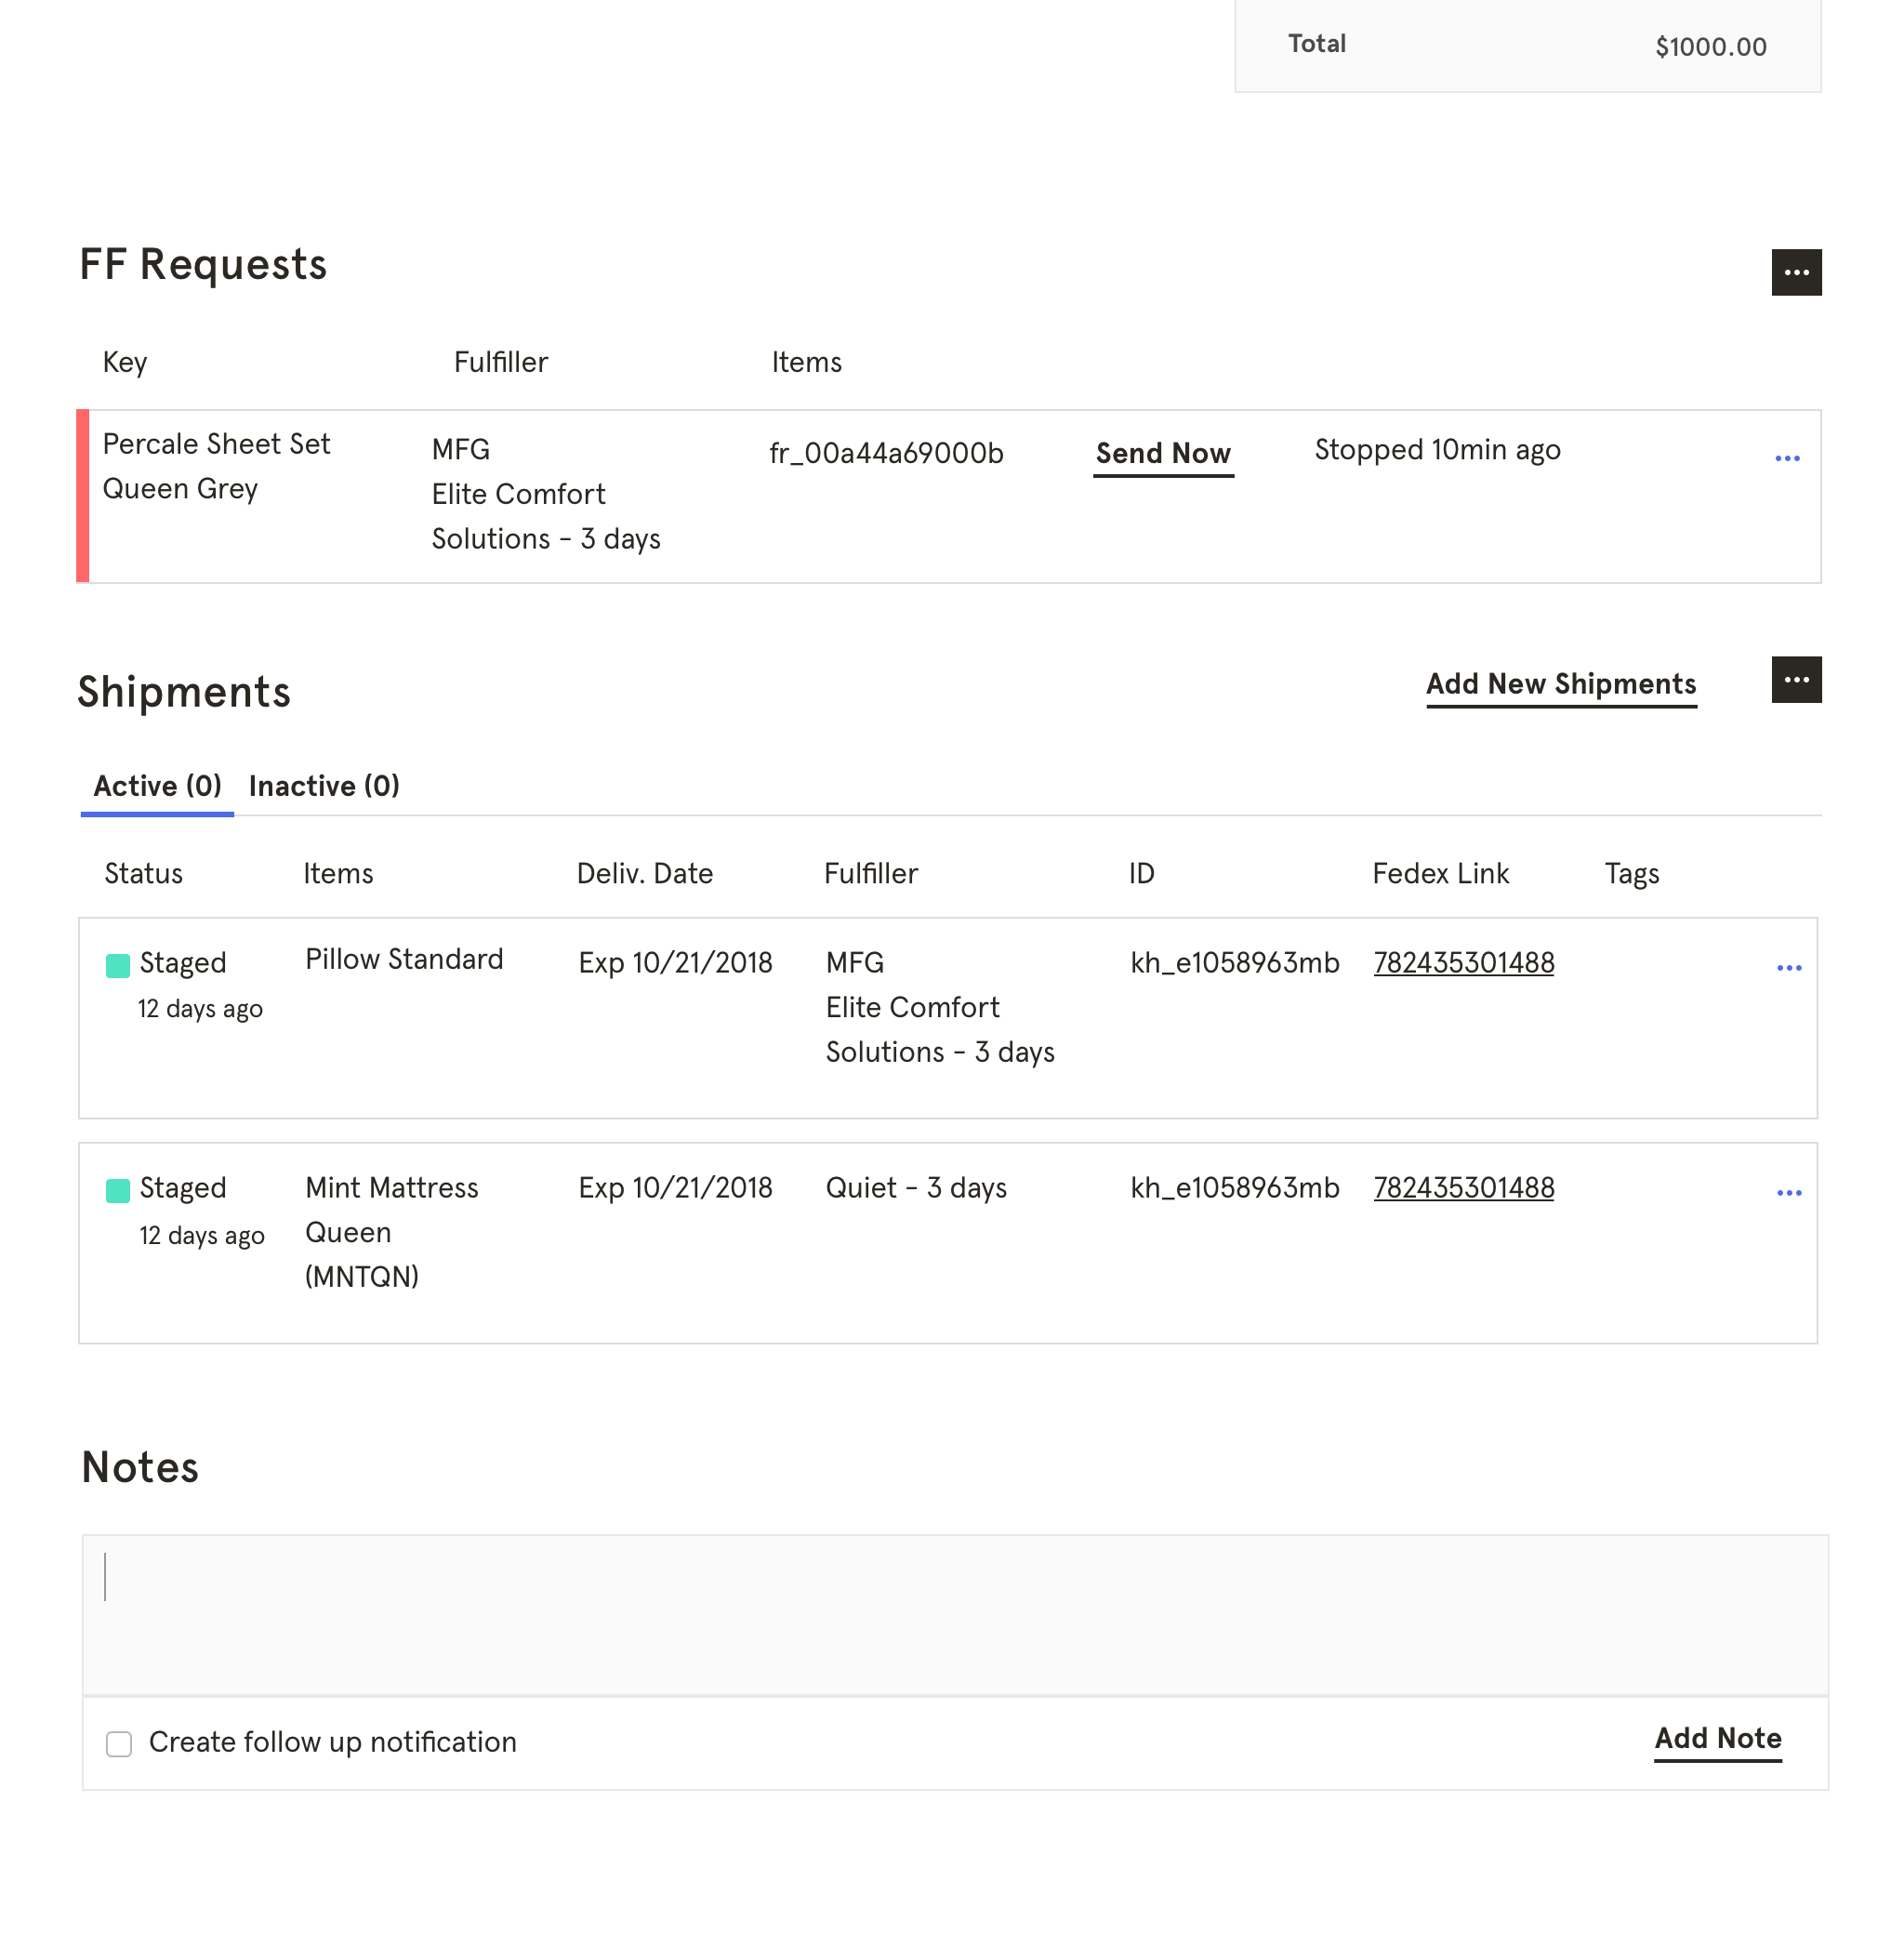 Total $1000.00
FF Requests
Key Fulfiller Items
Percale Sheet Set MFG fr_00a44a69000b Send Now Stopped 10min ago
Queen Grey Elite Comfort
Solutions - 3 days
Shipments Add New Shipments
Active (0) Inactive (0)
Status Items Deliv. Date Fulfiller ID Fedex Link Tags
Staged Pillow Standard Exp 10/21/2018 MFG kh_e1058963mb 782435301488
12 days ago Elite Comfort
Solutions - 3 days
Staged Mint Mattress Exp 10/21/2018 Quiet - 3 days kh_e1058963mb 782435301488
12 days ago Queen
(MNTQN)
Notes
Create follow up notification Add Note